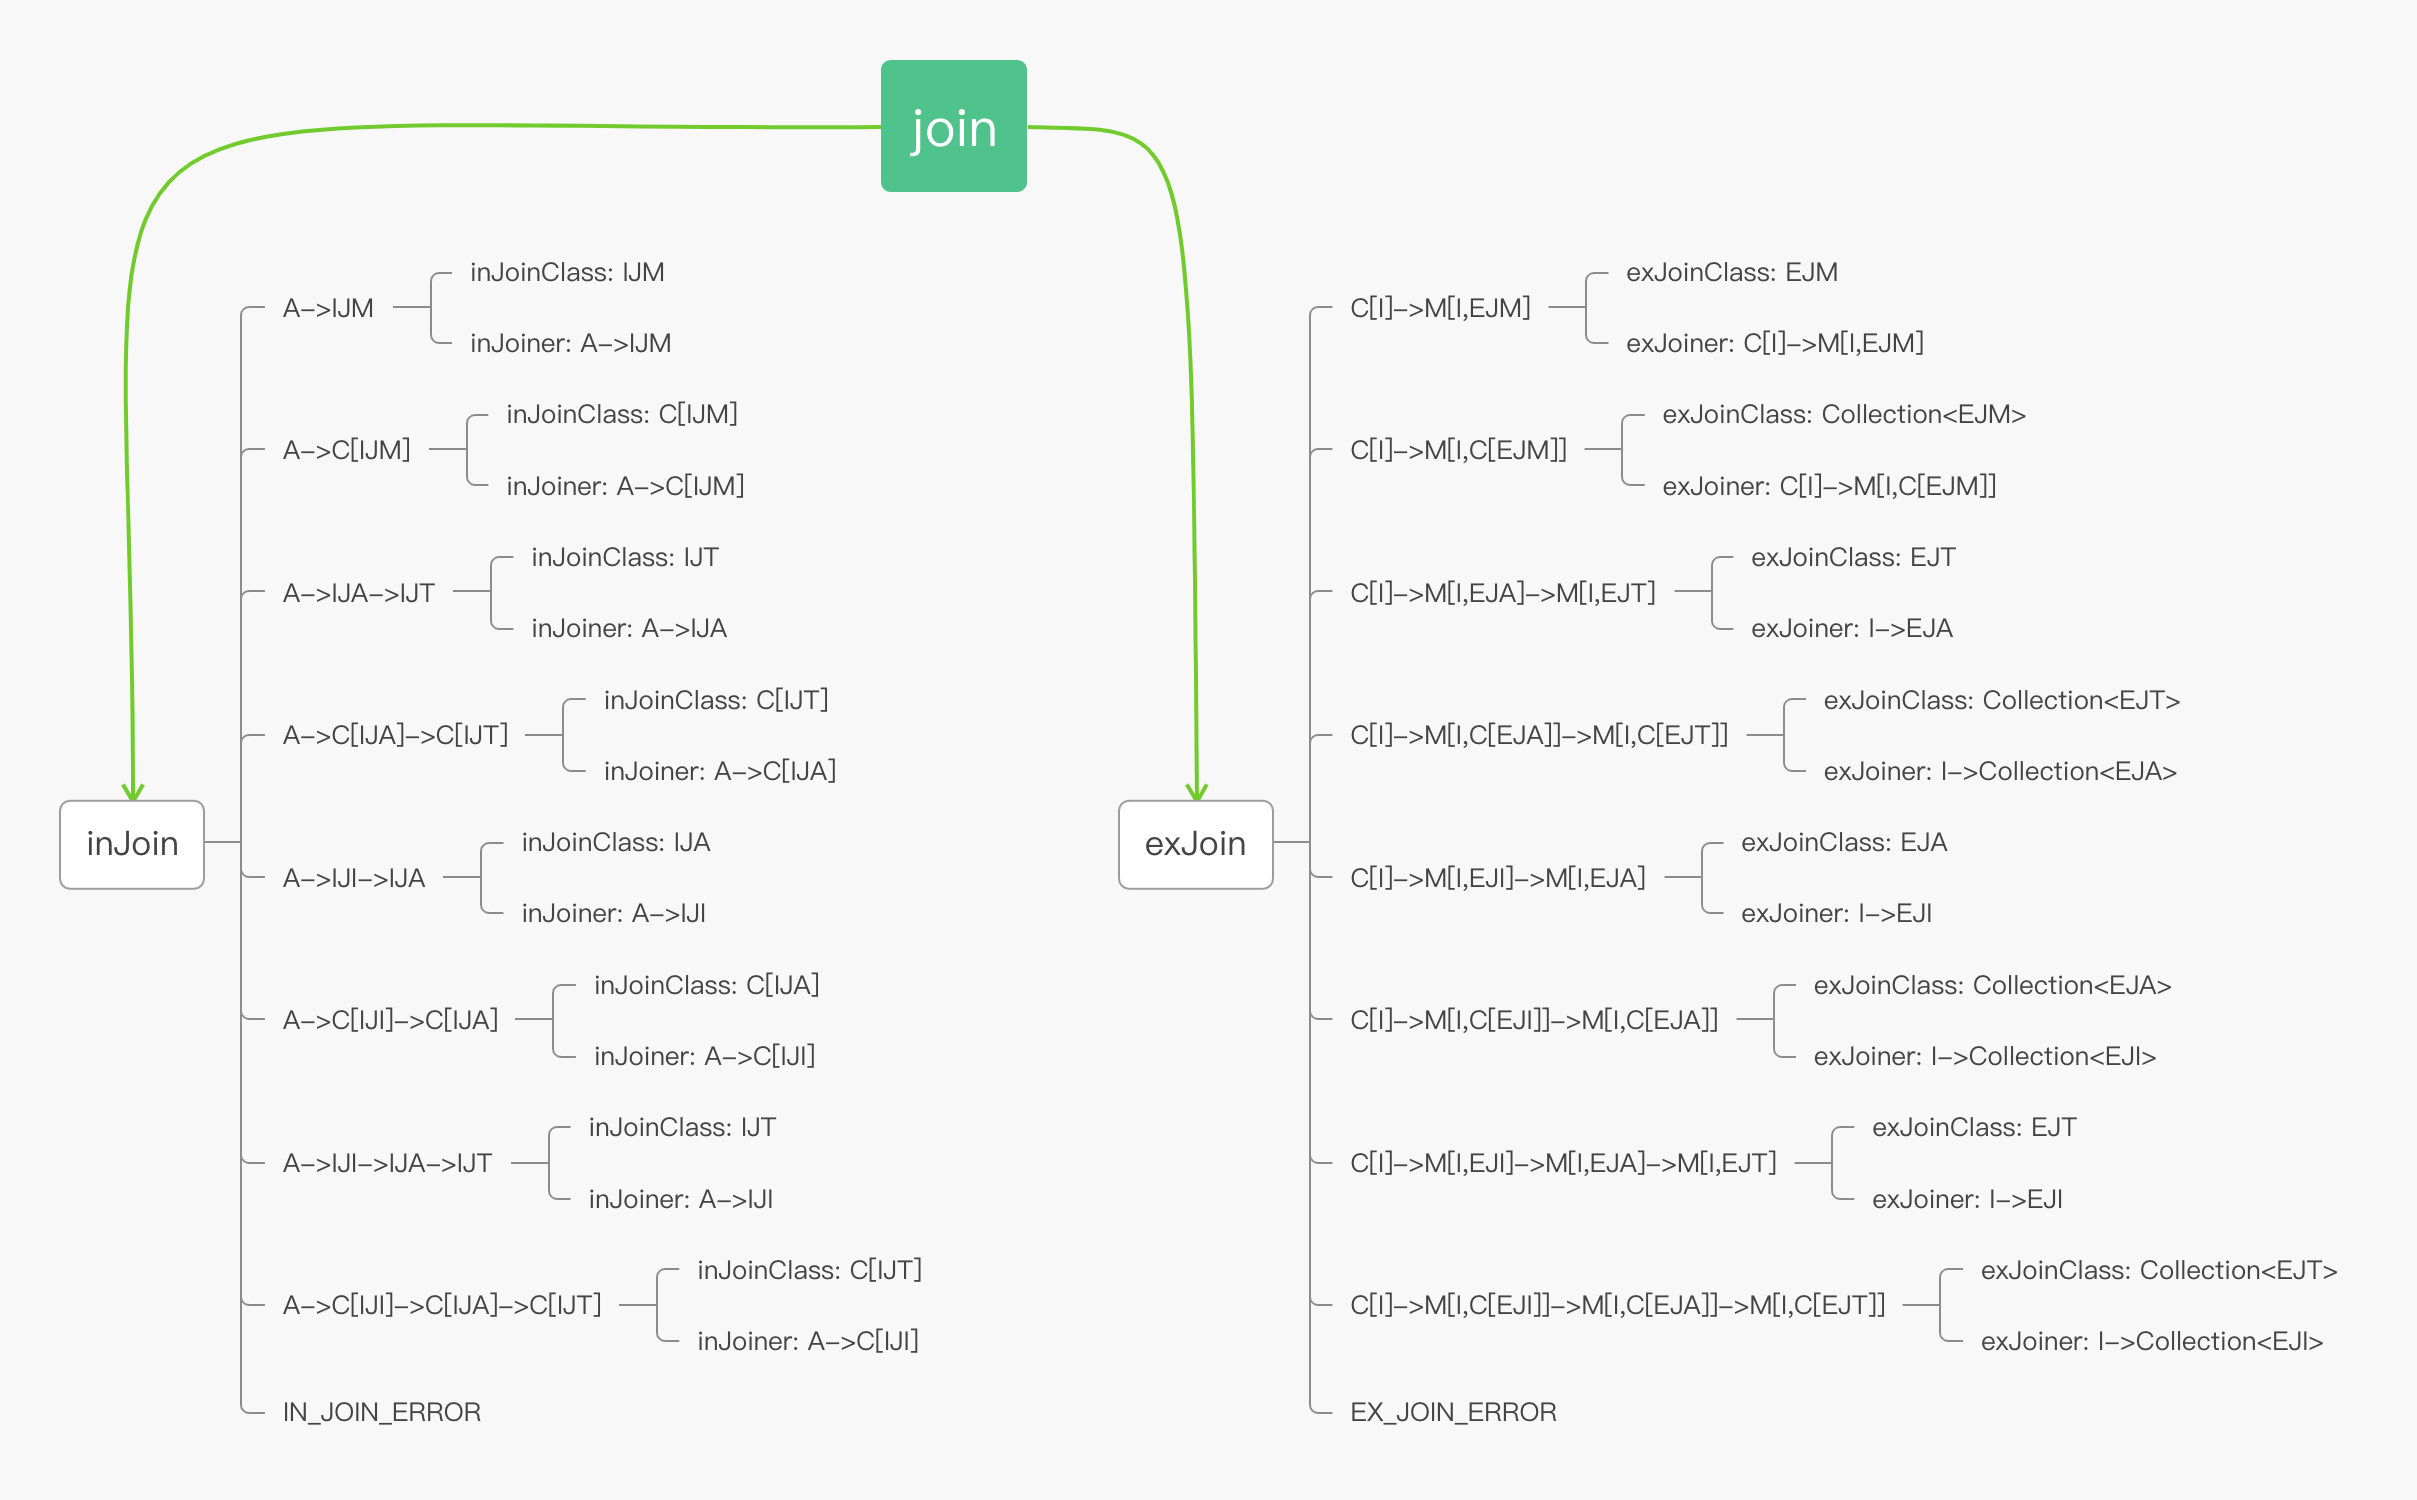 join
inJoin
A->IJM
inJoinClass: IJM
inJoiner: A->IJM
A->C[IJM]
inJoinClass: C[IJM]
inJoiner: A->C[IJM]
A->IJA->IJT
inJoinClass: IJT
inJoiner: A->IJA
A->C[IJA]->C[IJT]
inJoinClass: C[IJT]
inJoiner: A->C[IJA]
A->IJI->IJA
inJoinClass: IJA
inJoiner: A->IJI
A->C[IJI]->C[IJA]
inJoinClass: C[IJA]
inJoiner: A->C[IJI]
A->IJI->IJA->IJT
inJoinClass: IJT
inJoiner: A->IJI
A->C[IJI]->C[IJA]->C[IJT]
inJoinClass: C[IJT]
inJoiner: A->C[IJI]
IN_JOIN_ERROR
exJoin
C[I]->M[I,EJM]
exJoinClass: EJM
exJoiner: C[I]->M[I,EJM]
C[I]->M[I,C[EJM]]
exJoinClass: Collection<EJM>
exJoiner: C[I]->M[I,C[EJM]]
C[I]->M[I,EJA]->M[I,EJT]
exJoinClass: EJT
exJoiner: I->EJA
C[I]->M[I,C[EJA]]->M[I,C[EJT]]
exJoinClass: Collection<EJT>
exJoiner: I->Collection<EJA>
C[I]->M[I,EJI]->M[I,EJA]
exJoinClass: EJA
exJoiner: I->EJI
C[I]->M[I,C[EJI]]->M[I,C[EJA]]
exJoinClass: Collection<EJA>
exJoiner: I->Collection<EJI>
C[I]->M[I,EJI]->M[I,EJA]->M[I,EJT]
exJoinClass: EJT
exJoiner: I->EJI
C[I]->M[I,C[EJI]]->M[I,C[EJA]]->M[I,C[EJT]]
exJoinClass: Collection<EJT>
exJoiner: I->Collection<EJI>
EX_JOIN_ERROR